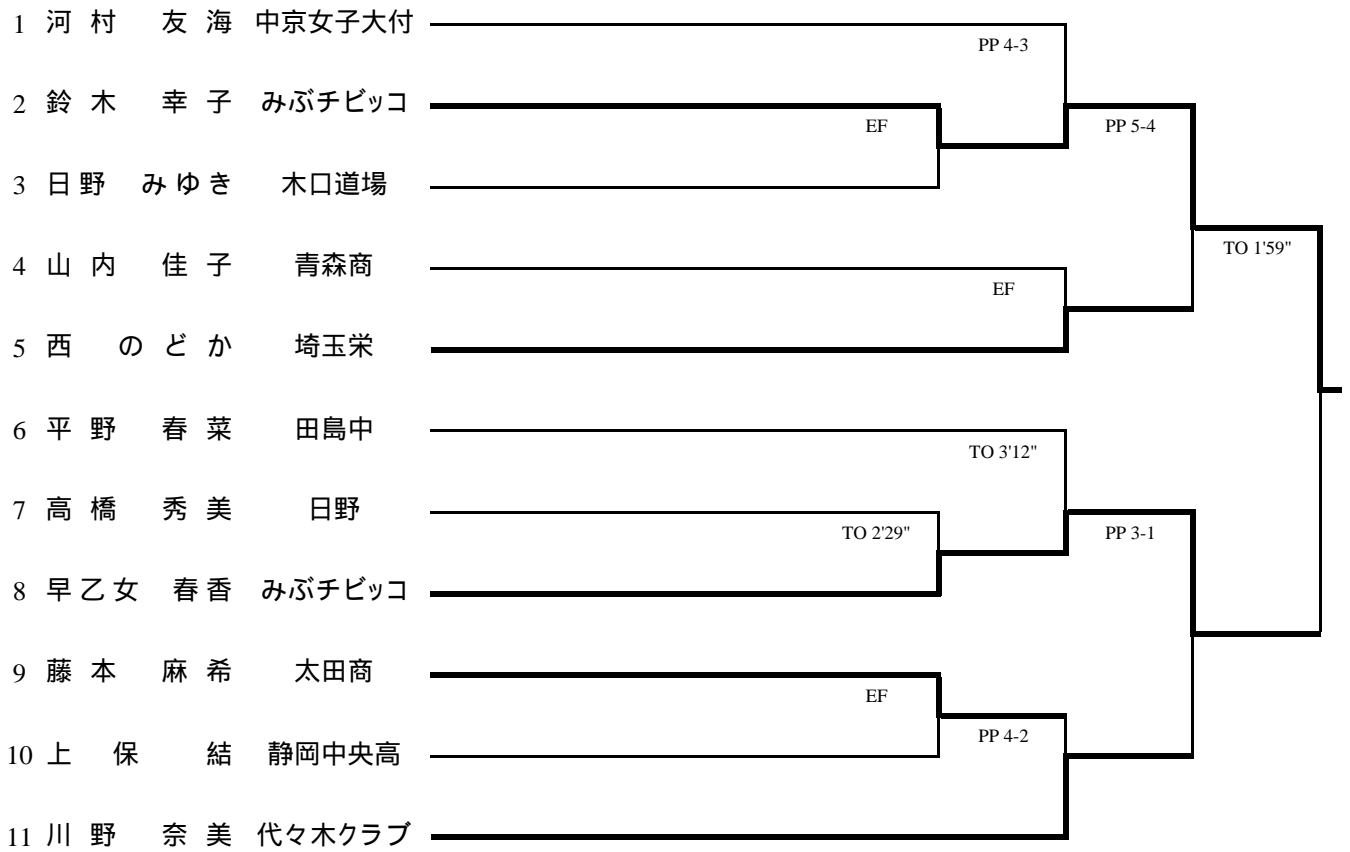 1 河村 友海 中京女子大付
PP 4-3
2 鈴木 幸子 みぶチビッコ
EF
PP 5-4
3 日野 みゆき 木口道場
TO 1'59"
4 山内 佳子 青森商
EF
5 西 のどか 埼玉栄
6 平野 春菜 田島中
TO 3'12"
7 高橋 秀美 日野
TO 2'29"
PP 3-1
8 早乙女 春香 みぶチビッコ
9 藤本 麻希 太田商
EF
PP 4-2
10 上保 結 静岡中央高
11 川野 奈美 代々木クラブ